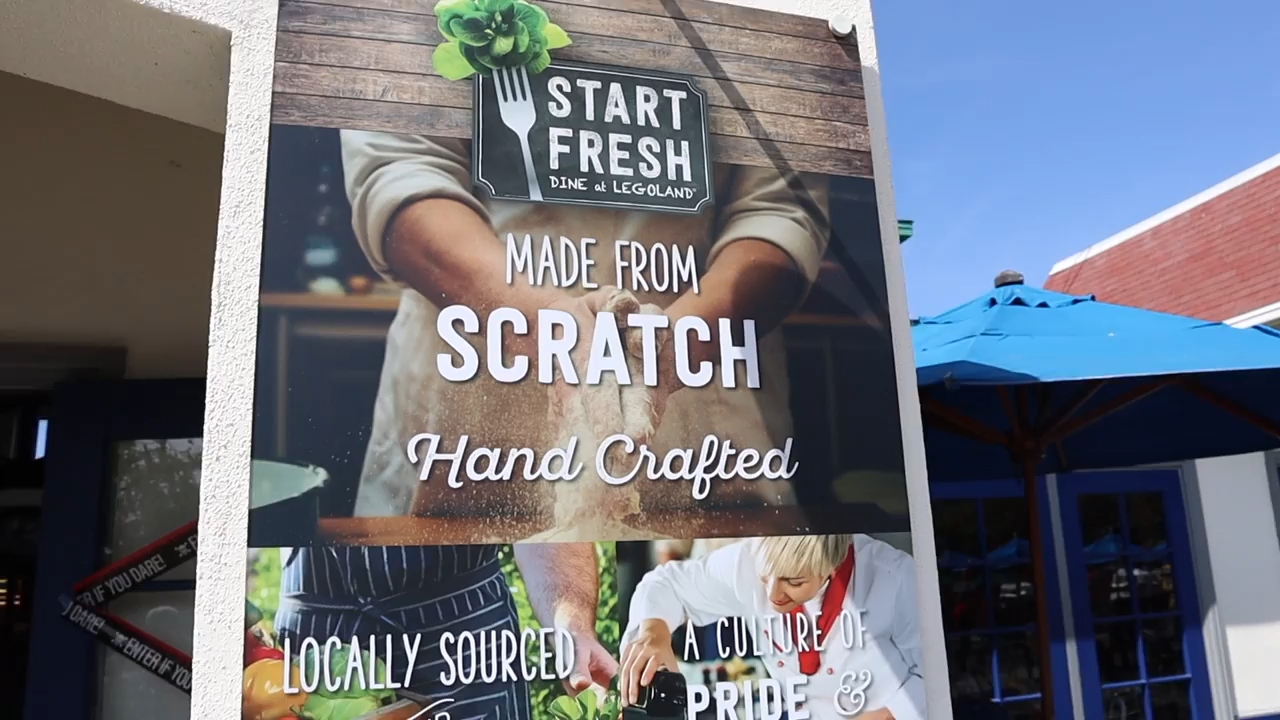 START
FRESH
DINE at LEGOLAND
MADE FROM
SCRATCH
Hand Crafted
LOCALLY SOURCED
A CULTURE OF
PRIDE &
ER IF YOU DARE!
DARE!
ENTER IF YOU